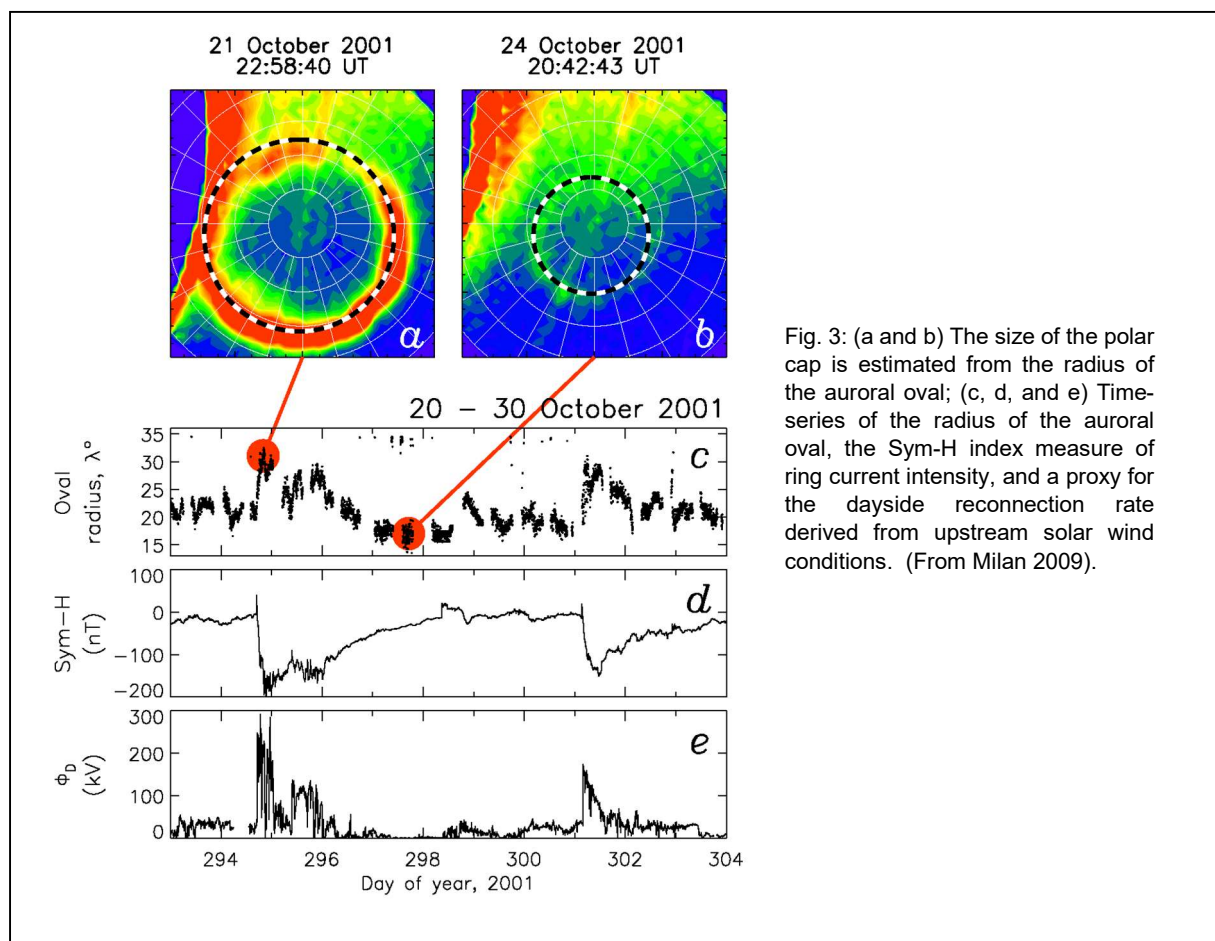 21 October 2001
22:58:40 UT
24 October 2001
20:42:43 UT
a
b
20 – 30 October 2001
Oval
radius, λ°
35
30
25
20
15
c
Sym-H
(nT)
100
0
-100
-200
d
Φ_D
(kV)
300
200
100
0
e
294
296
298
300
302
304
Day of year, 2001
Fig. 3: (a and b) The size of the polar
cap is estimated from the radius of
the auroral oval; (c, d, and e) Time-
series of the radius of the auroral
oval, the Sym-H index measure of
ring current intensity, and a proxy for
the dayside reconnection rate
derived from upstream solar wind
conditions. (From Milan 2009).